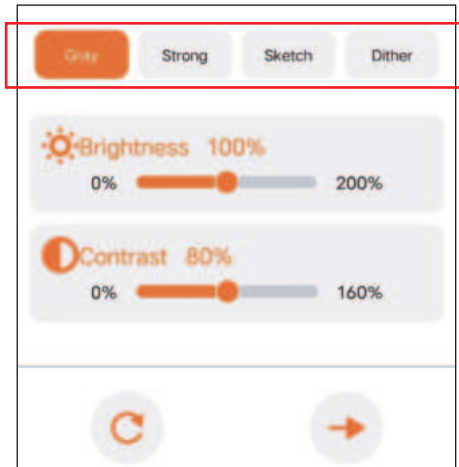 Strong Sketch Dither
Brightness 100%
0% 200%
Contrast 80%
0% 160%